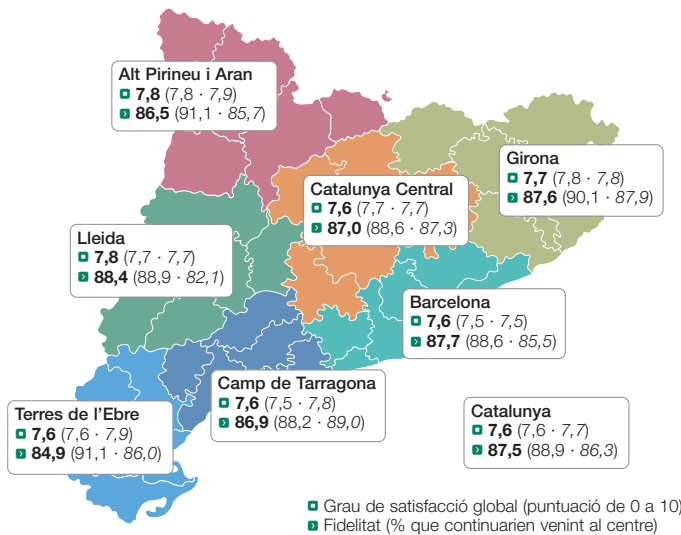 Alt Pirineu i Aran
7,8 (7,8 · 7,9)
86,5 (91,1 · 85,7)
Girona
7,7 (7,8 · 7,8)
87,6 (90,1 · 87,9)
Catalunya Central
7,6 (7,7 · 7,7)
87,0 (88,6 · 87,3)
Lleida
7,8 (7,7 · 7,7)
88,4 (88,9 · 82,1)
Barcelona
7,6 (7,5 · 7,5)
87,7 (88,6 · 85,5)
Camp de Tarragona
7,6 (7,5 · 7,8)
86,9 (88,2 · 89,0)
Terres de l’Ebre
7,6 (7,6 · 7,9)
84,9 (91,1 · 86,0)
Catalunya
7,6 (7,6 · 7,7)
87,5 (88,9 · 86,3)
Grau de satisfacció global (puntuació de 0 a 10)
Fidelitat (% que continuarien venint al centre)